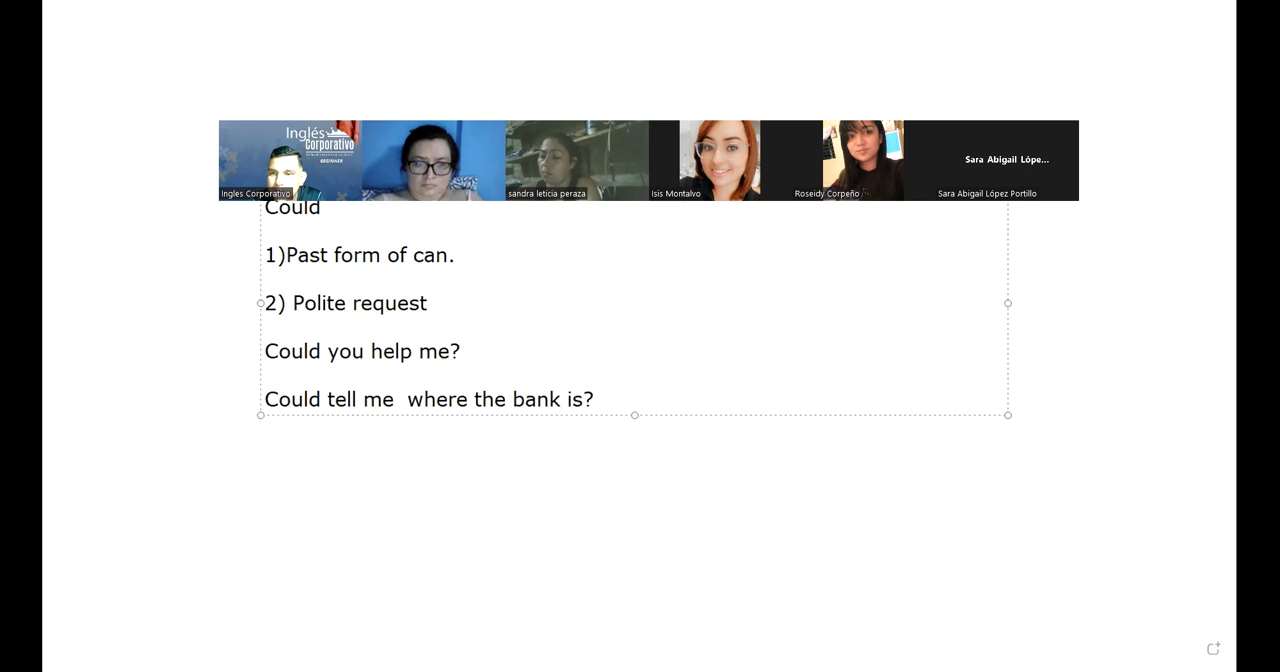 Inglés
Corporativo
BEGINNER
Ingles Corporativo
sandra leticia peraza
Isis Montalvo
Roseidy Corpeño
Sara Abigail Lópe...
Sara Abigail López Portillo
Could
1)Past form of can.
2) Polite request
Could you help me?
Could tell me  where the bank is?